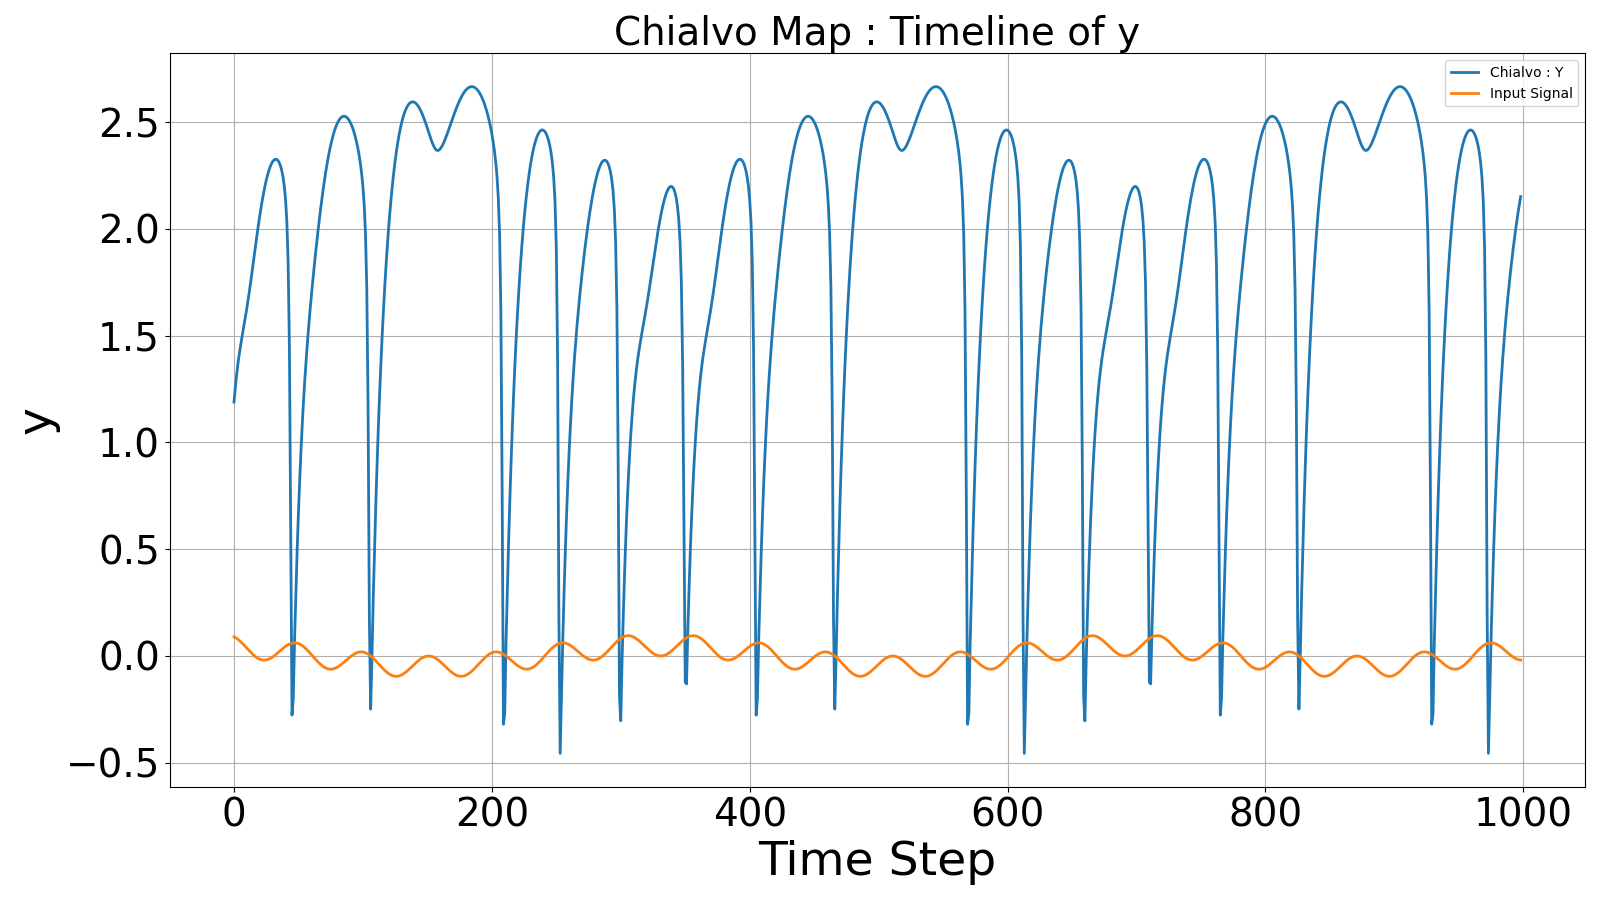 Chialvo Map : Timeline of y
Chialvo : Y
Input Signal
2.5
2.0
1.5
1.0
0.5
0.0
−0.5
y
0 200 400 600 800 1000
Time Step